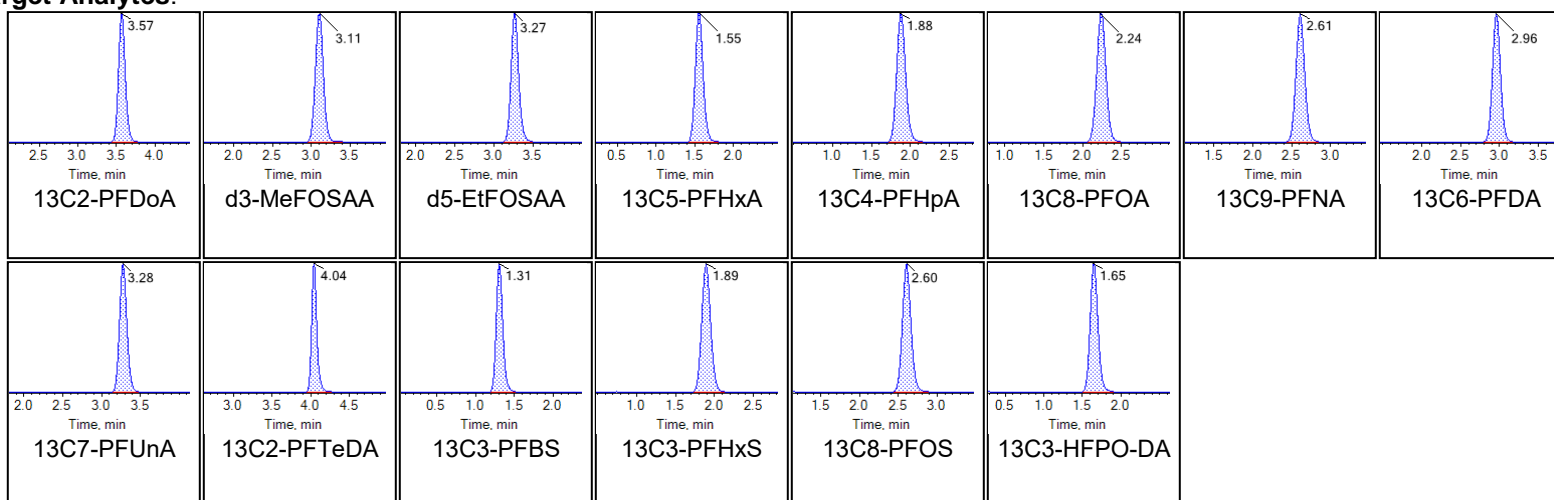 3.57 3.11 3.27 1.55 1.88 2.24 2.61 2.96
2.5 3.0 3.5 4.0 2.0 2.5 3.0 3.5 2.0 2.5 3.0 3.5 0.5 1.0 1.5 2.0 1.0 1.5 2.0 2.5 1.0 1.5 2.0 2.5 1.5 2.0 2.5 3.0 2.0 2.5 3.0 3.5
Time, min Time, min Time, min Time, min Time, min Time, min Time, min Time, min
13C2-PFDoA d3-MeFOSAA d5-EtFOSAA 13C5-PFHxA 13C4-PFHpA 13C8-PFOA 13C9-PFNA 13C6-PFDA
3.28 4.04 1.31 1.89 2.60 1.65
2.0 2.5 3.0 3.5 3.0 3.5 4.0 4.5 0.5 1.0 1.5 2.0 1.0 1.5 2.0 2.5 1.5 2.0 2.5 3.0 0.5 1.0 1.5 2.0
Time, min Time, min Time, min Time, min Time, min Time, min
13C7-PFUnA 13C2-PFTeDA 13C3-PFBS 13C3-PFHxS 13C8-PFOS 13C3-HFPO-DA